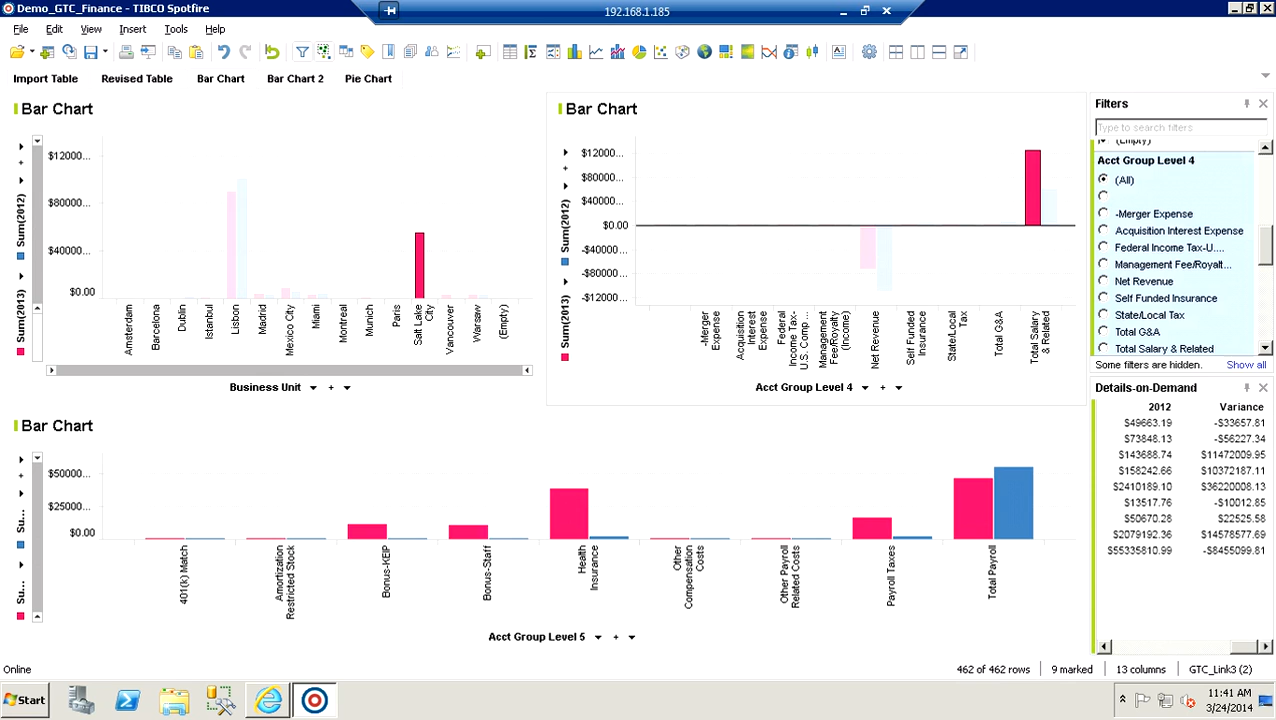 Demo_GTC_Finance - TIBCO Spotfire
192.168.1.185
File Edit View Insert Tools Help
Import Table Revised Table Bar Chart Bar Chart 2 Pie Chart
Bar Chart
$12000...
$80000...
$40000...
$0.00
Sum(2012)
Sum(2013)
Amsterdam
Barcelona
Dublin
Istanbul
Lisbon
Madrid
Mexico City
Miami
Montreal
Munich
Paris
Salt Lake City
Vancouver
Warsaw
(Empty)
Business Unit
Bar Chart
$12000...
$80000...
$40000...
$0.00
-$40000...
-$80000...
-$12000...
Sum(2012)
Sum(2013)
-Merger Expense
Acquisition Interest Expense
Federal Income Tax- U.S. Comp ...
Management Fee/Royalty (Income)
Net Revenue
Self Funded Insurance
State/Local Tax
Total G&A
Total Salary & Related
Acct Group Level 4
Filters
Type to search filters
(Empty)
Acct Group Level 4
(All)
-Merger Expense
Acquisition Interest Expense
Federal Income Tax-U....
Management Fee/Royalt...
Net Revenue
Self Funded Insurance
State/Local Tax
Total G&A
Total Salary & Related
Some filters are hidden. Show all
Details-on-Demand
2012 Variance
$49663.19 -$33657.81
$73848.13 -$56227.34
$143688.74 $11472009.95
$158242.66 $10372187.11
$2410189.10 $36220008.13
$13517.76 -$10012.85
$50670.28 $22525.58
$2079192.36 $14578577.69
$55335810.99 -$8455099.81
Bar Chart
$50000...
$25000...
$0.00
Su...
Su...
401(k) Match
Amortization Restricted Stock
Bonus-KEIP
Bonus-Staff
Health Insurance
Other Compensation Costs
Other Payroll Related Costs
Payroll Taxes
Total Payroll
Acct Group Level 5
Online
462 of 462 rows 9 marked 13 columns GTC_Link3 (2)
Start
11:41 AM
3/24/2014